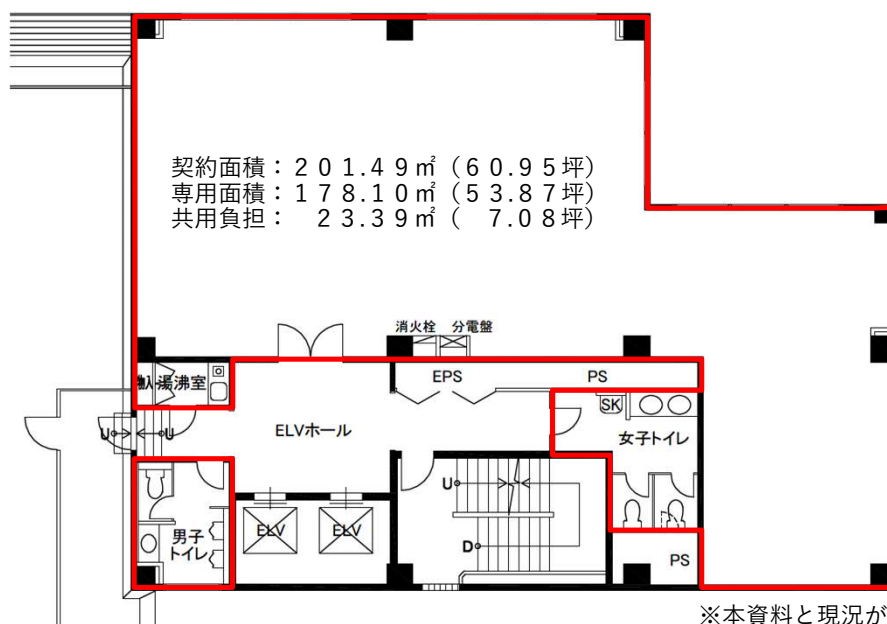 契約面積：２０１.４９㎡（６０.９５坪）
専用面積：１７８.１０㎡（５３.８７坪）
共用負担：　２３.３９㎡（　７.０８坪）
消火栓 分電盤
湯沸室
EPS
PS
SK
ELVホール
女子トイレ
U
U
U
ELV
ELV
男子
トイレ
D
PS
※本資料と現況が